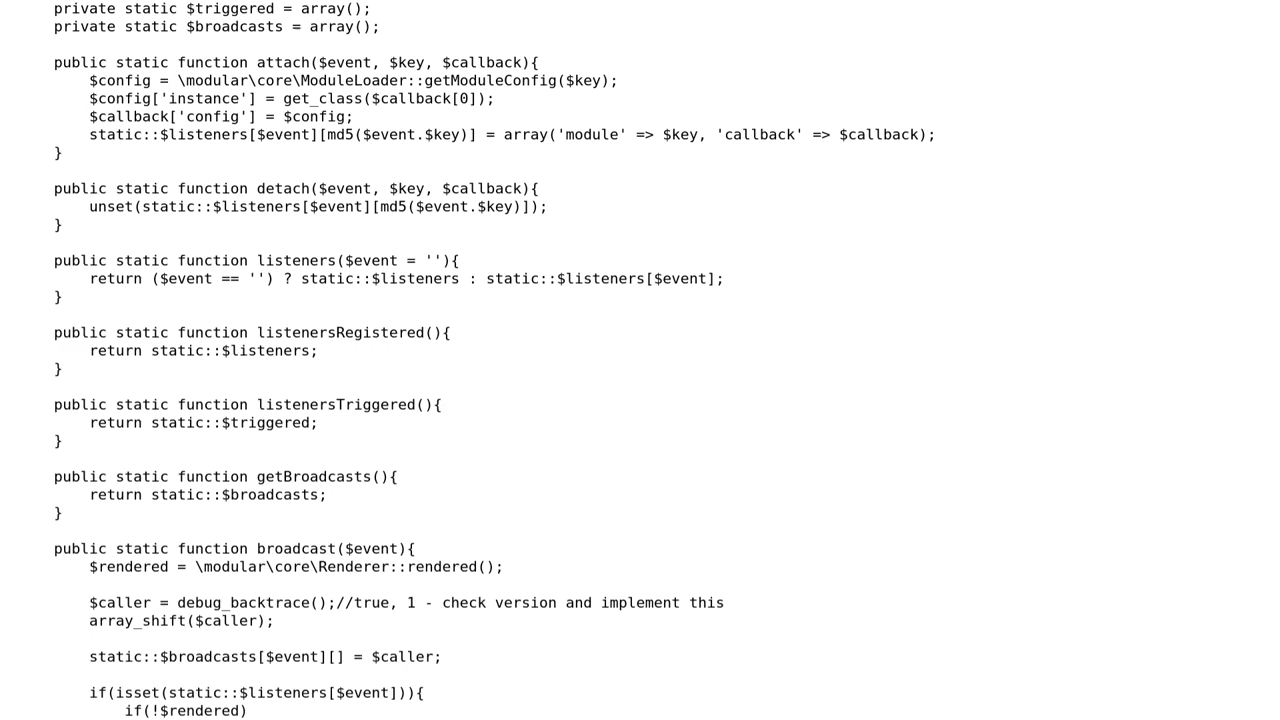 private static $triggered = array();
private static $broadcasts = array();
public static function attach($event, $key, $callback){
$config = \modular\core\ModuleLoader::getModuleConfig($key);
$config['instance'] = get_class($callback[0]);
$callback['config'] = $config;
static::$listeners[$event][md5($event.$key)] = array('module' => $key, 'callback' => $callback);
}
public static function detach($event, $key, $callback){
unset(static::$listeners[$event][md5($event.$key)]);
}
public static function listeners($event = ''){
return ($event == '') ? static::$listeners : static::$listeners[$event];
}
public static function listenersRegistered(){
return static::$listeners;
}
public static function listenersTriggered(){
return static::$triggered;
}
public static function getBroadcasts(){
return static::$broadcasts;
}
public static function broadcast($event){
$rendered = \modular\core\Renderer::rendered();
$caller = debug_backtrace();//true, 1 - check version and implement this
array_shift($caller);
static::$broadcasts[$event][] = $caller;
if(isset(static::$listeners[$event])){
if(!$rendered)